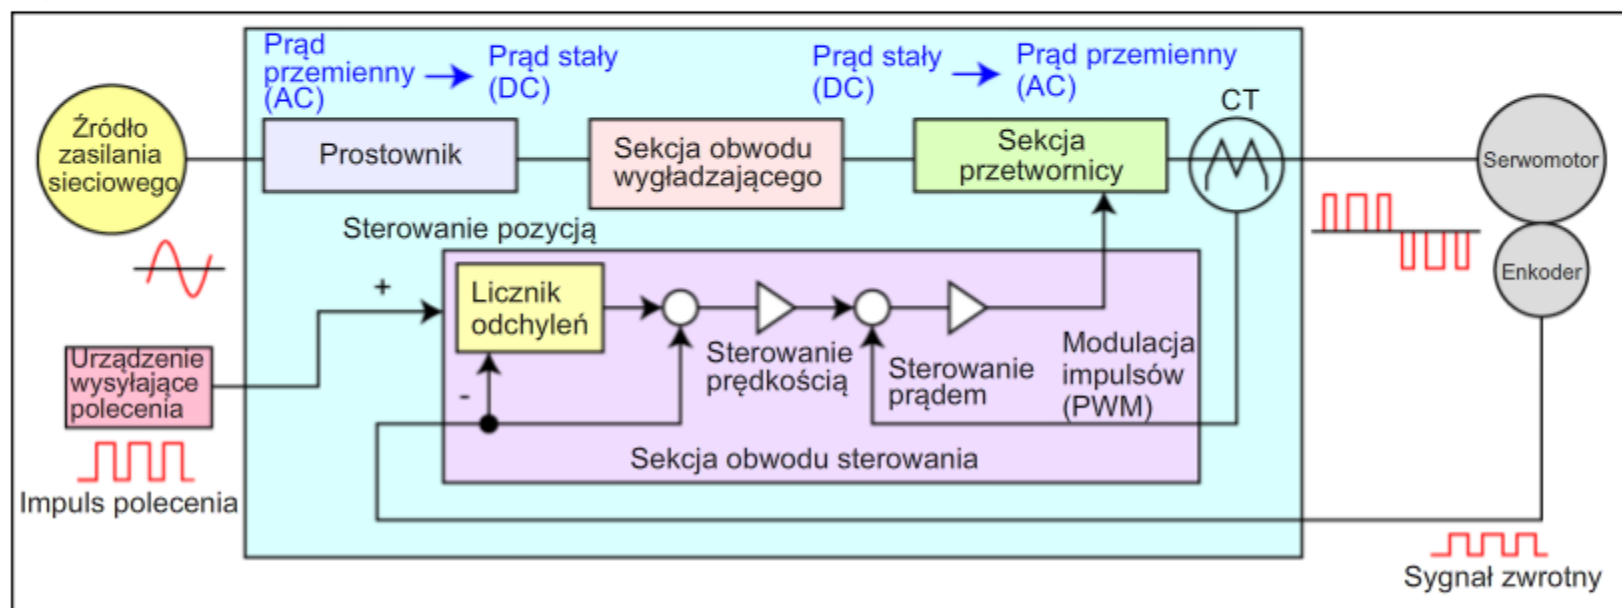 Prąd
przemienny
(AC)
Prąd stały
(DC)
Prąd stały
(DC)
Prąd przemienny
(AC)
CT
Źródło
zasilania
sieciowego
Prostownik
Sekcja obwodu
wygładzającego
Sekcja
przetwornicy
Serwomotor
Enkoder
Sterowanie pozycją
+
Licznik
odchyleń
-
Sterowanie
prędkością
Sterowanie
prądem
Modulacja
impulsów
(PWM)
Sekcja obwodu sterowania
Urządzenie
wysyłające
polecenia
Impuls polecenia
Sygnał zwrotny